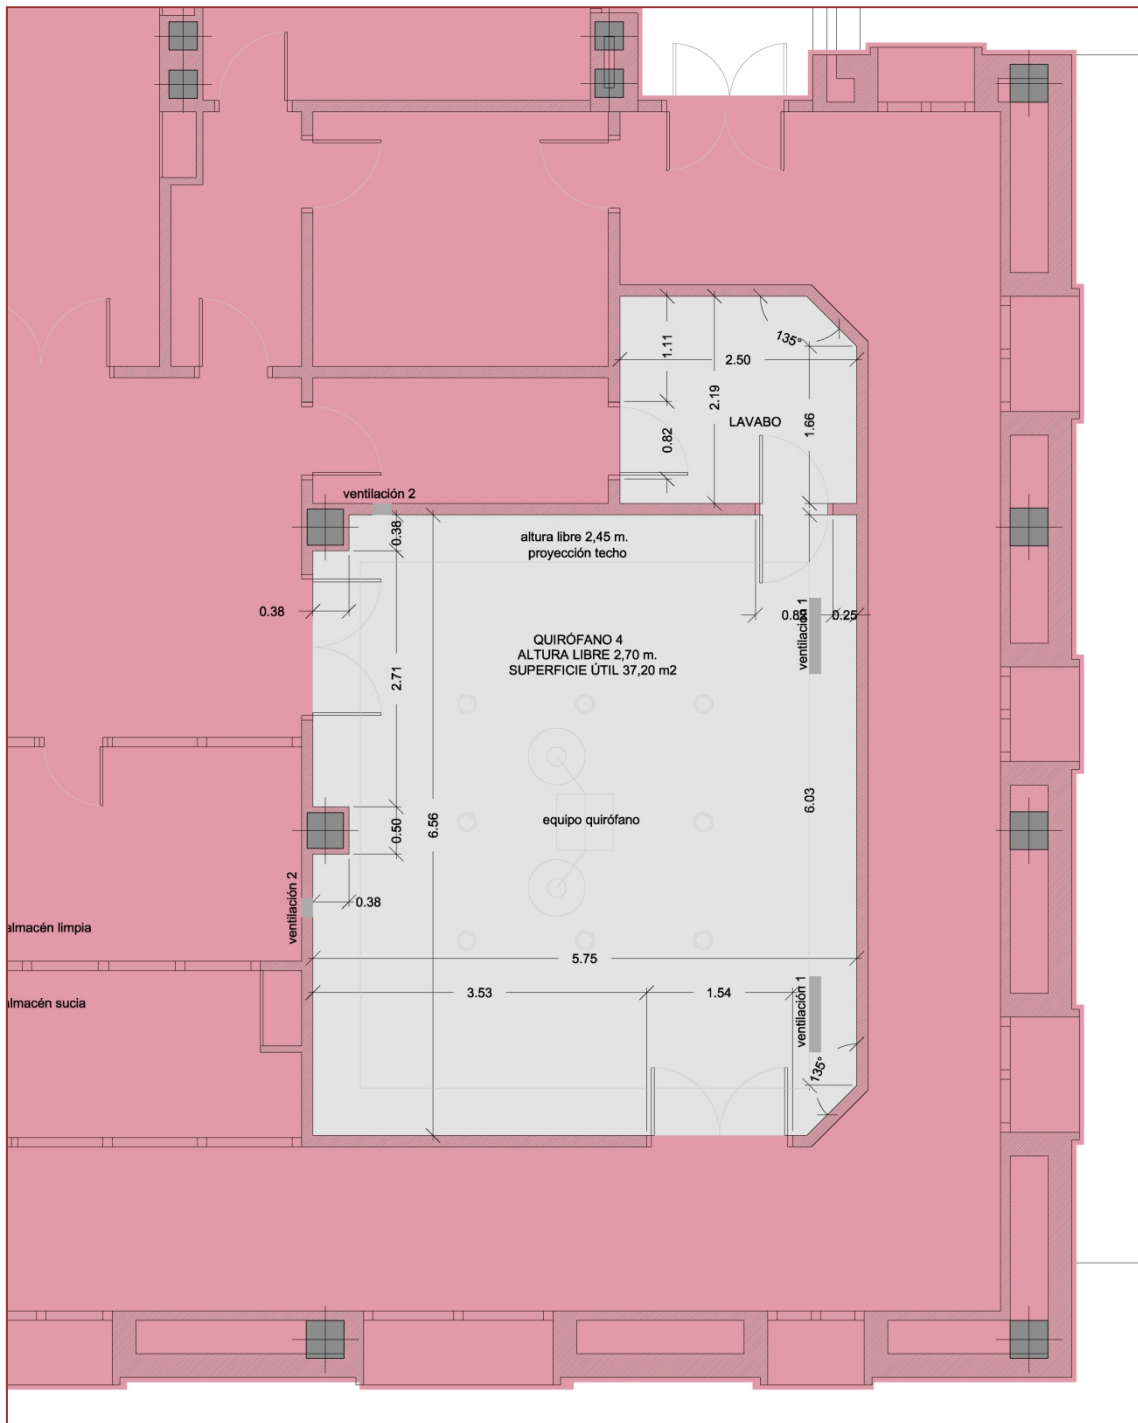 135°
1.11
2.50
2.19
LAVABO
1.66
0.82
ventilación 2
0.38
altura libre 2,45 m.
proyección techo
0.38
0.25
ventilación 1
QUIRÓFANO 4
ALTURA LIBRE 2,70 m.
SUPERFICIE ÚTIL 37,20 m2
2.71
6.03
6.56
0.50
equipo quirófano
ventilación 2
0.38
almacén limpia
5.75
3.53
1.54
ventilación 1
almacén sucia
135°